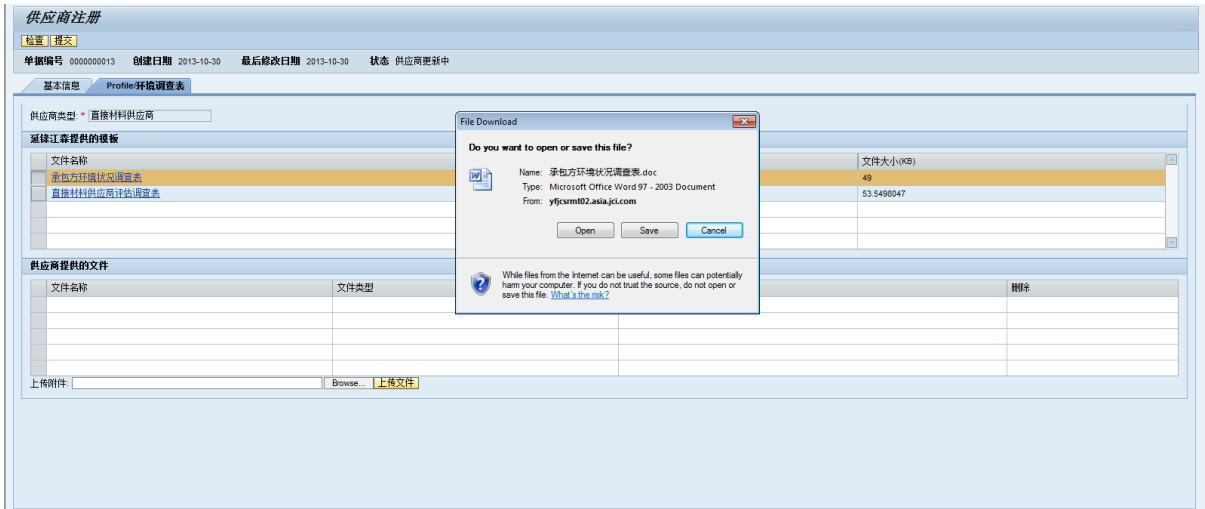 供应商注册
检查 提交
单据编号 0000000013 创建日期 2013-10-30 最后修改日期 2013-10-30 状态 供应商更新中
基本信息 Profile/环境调查表
供应商类型: * 直接材料供应商
延锋江森提供的模板
文件名称 文件大小(KB)
承包方环境状况调查表 49
直接材料供应商评估调查表 53.5498047
File Download
Do you want to open or save this file?
Name: 承包方环境状况调查表.doc
Type: Microsoft Office Word 97 - 2003 Document
From: yfjcsrmt02.asia.jci.com
Open Save Cancel
While files from the Internet can be useful, some files can potentially
harm your computer. If you do not trust the source, do not open or
save this file. What's the risk?
供应商提供的文件
文件名称 文件类型 删除
上传附件: Browse... 上传文件